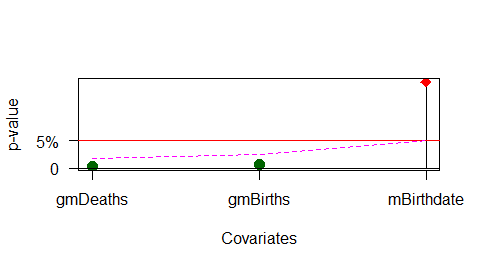 p-value
5%
0
gmDeaths gmBirths mBirthdate
Covariates